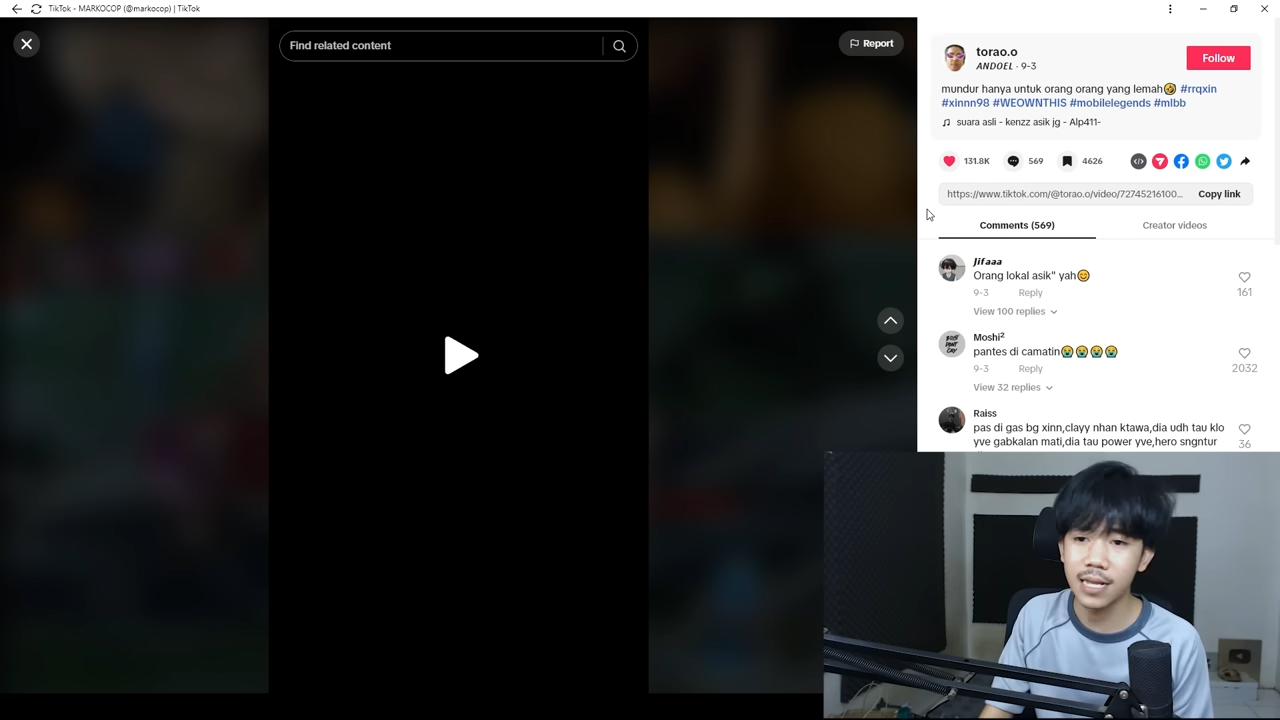 TikTok - MARKOCOP (@markocop) | TikTok
Find related content
Report
torao.o
ANDOEL · 9-3
Follow
mundur hanya untuk orang orang yang lemah🤣 #rrqxin
#xinnn98 #WEOWNTHIS #mobilelegends #mlbb
suara asli - kenzz asik jg - Alp411-
131.8K
569
4626
https://www.tiktok.com/@torao.o/video/72745216100...
Copy link
Comments (569)
Creator videos
Jifaaa
Orang lokal asik" yah😊
9-3
Reply
161
View 100 replies
Moshi²
pantes di camatin😭😭😭😭
9-3
Reply
2032
View 32 replies
Raiss
pas di gas bg xinn,clayy nhan ktawa,dia udh tau klo
yve gabkalan mati,dia tau power yve,hero sngntur
36